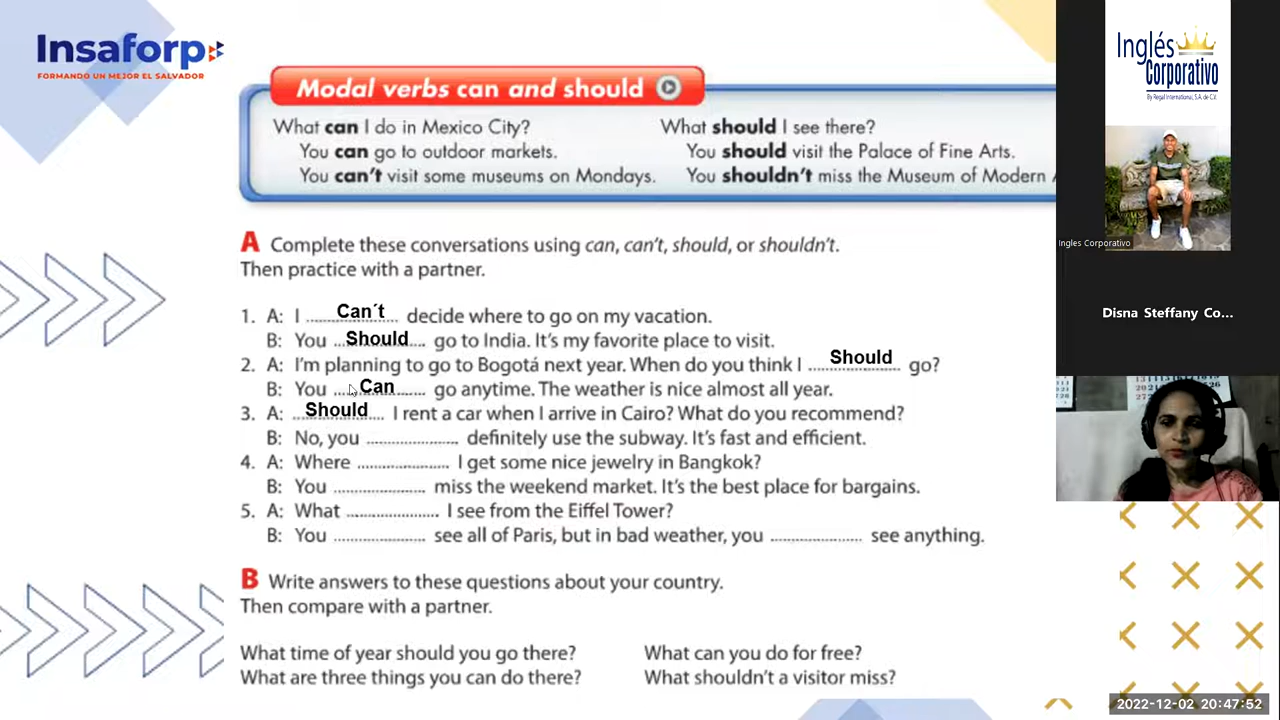 Insaforp
FORMANDO UN MEJOR EL SALVADOR
Modal verbs can and should
What can I do in Mexico City?
You can go to outdoor markets.
You can't visit some museums on Mondays.
What should I see there?
You should visit the Palace of Fine Arts.
You shouldn't miss the Museum of Modern A
A Complete these conversations using can, can't, should, or shouldn't.
Then practice with a partner.
1. A: I ......Can´t...... decide where to go on my vacation.
B: You ......Should...... go to India. It's my favorite place to visit.
2. A: I'm planning to go to Bogotá next year. When do you think I ......Should...... go?
B: You ......Can...... go anytime. The weather is nice almost all year.
3. A: ......Should...... I rent a car when I arrive in Cairo? What do you recommend?
B: No, you .................... definitely use the subway. It's fast and efficient.
4. A: Where .................... I get some nice jewelry in Bangkok?
B: You .................... miss the weekend market. It's the best place for bargains.
5. A: What .................... I see from the Eiffel Tower?
B: You .................... see all of Paris, but in bad weather, you .................... see anything.
B Write answers to these questions about your country.
Then compare with a partner.
What time of year should you go there?
What are three things you can do there?
What can you do for free?
What shouldn't a visitor miss?
Inglés
Corporativo
By Regal International, S.A. de C.V.
Ingles Corporativo
Disna Steffany Co...
2022-12-02 20:47:52